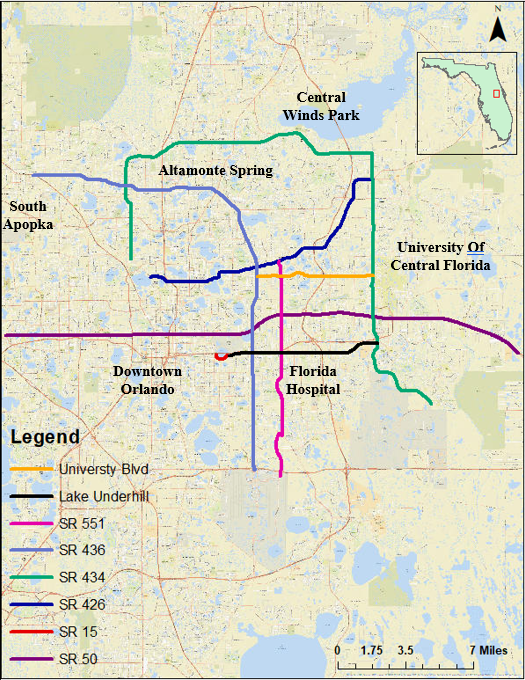 N
Central
Winds Park
Altamonte Spring
South
Apopka
University Of
Central Florida
Downtown
Orlando
Florida
Hospital
Legend
Universty Blvd
Lake Underhill
SR 551
SR 436
SR 434
SR 426
SR 15
SR 50
0 1.75 3.5 7 Miles